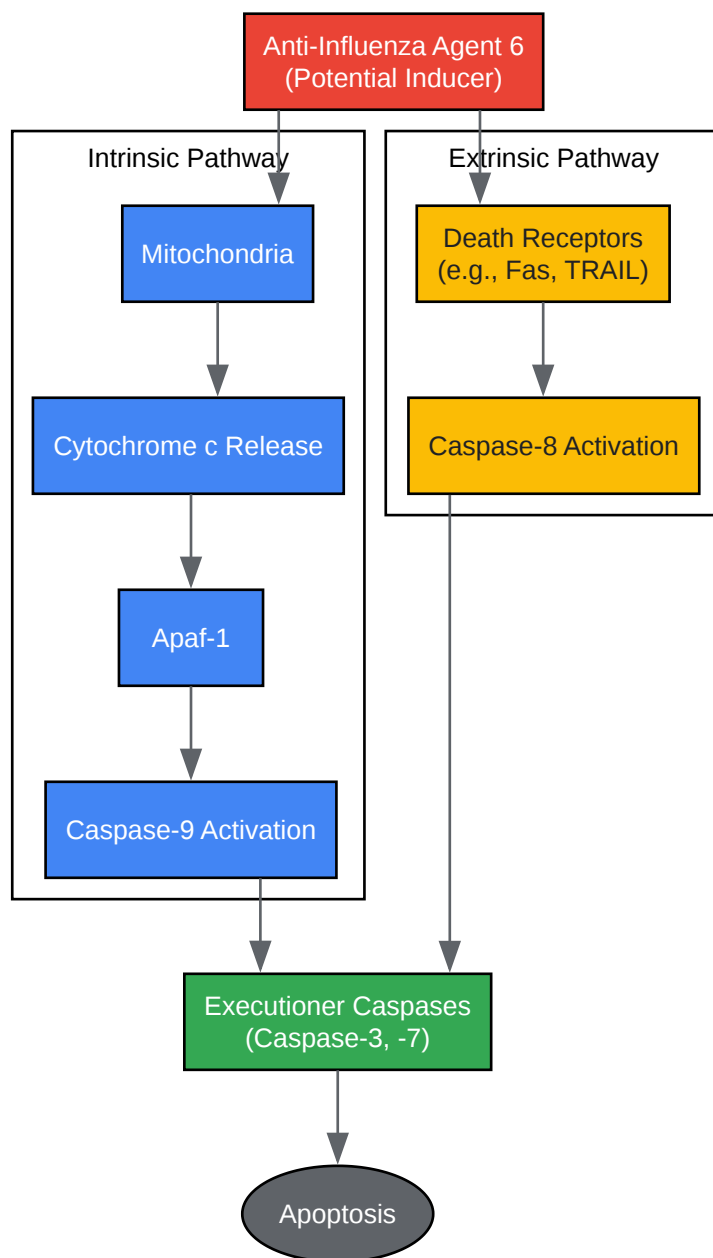 Anti-Influenza Agent 6
(Potential Inducer)
Intrinsic Pathway
Extrinsic Pathway
Mitochondria
Death Receptors
(e.g., Fas, TRAIL)
Cytochrome c Release
Caspase-8 Activation
Apaf-1
Caspase-9 Activation
Executioner Caspases
(Caspase-3, -7)
Apoptosis